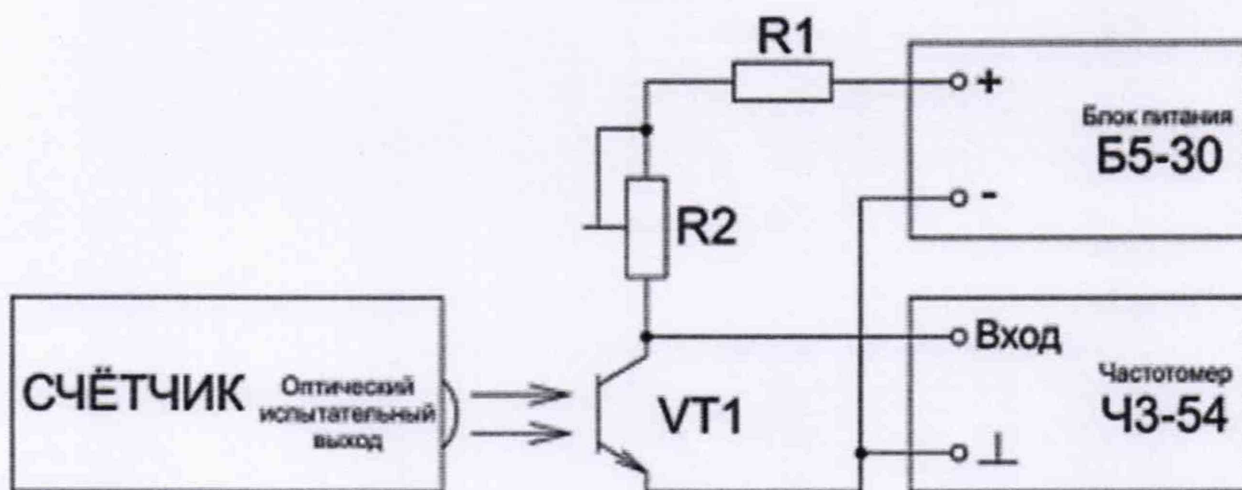 R1
+
Блок питания
Б5-30
-
R2
Вход
СЧЁТЧИК
Оптический
испытательный
выход
VT1
Частотомер
Ч3-54